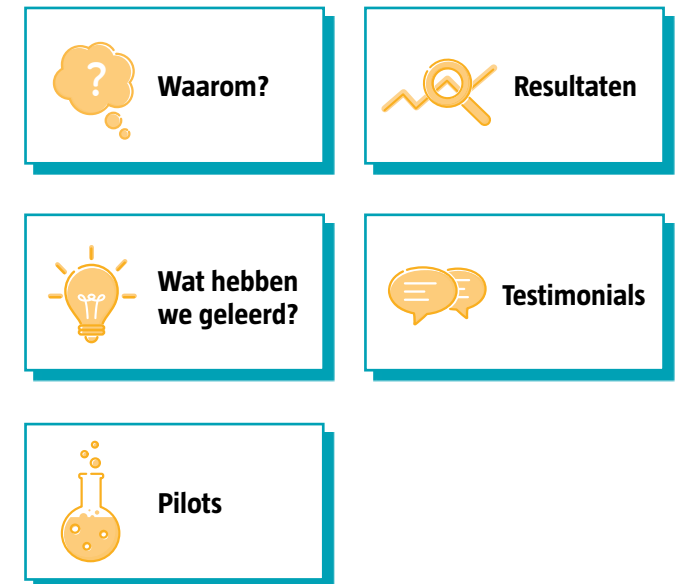 Waarom?
Resultaten
Wat hebben
we geleerd?
Testimonials
Pilots